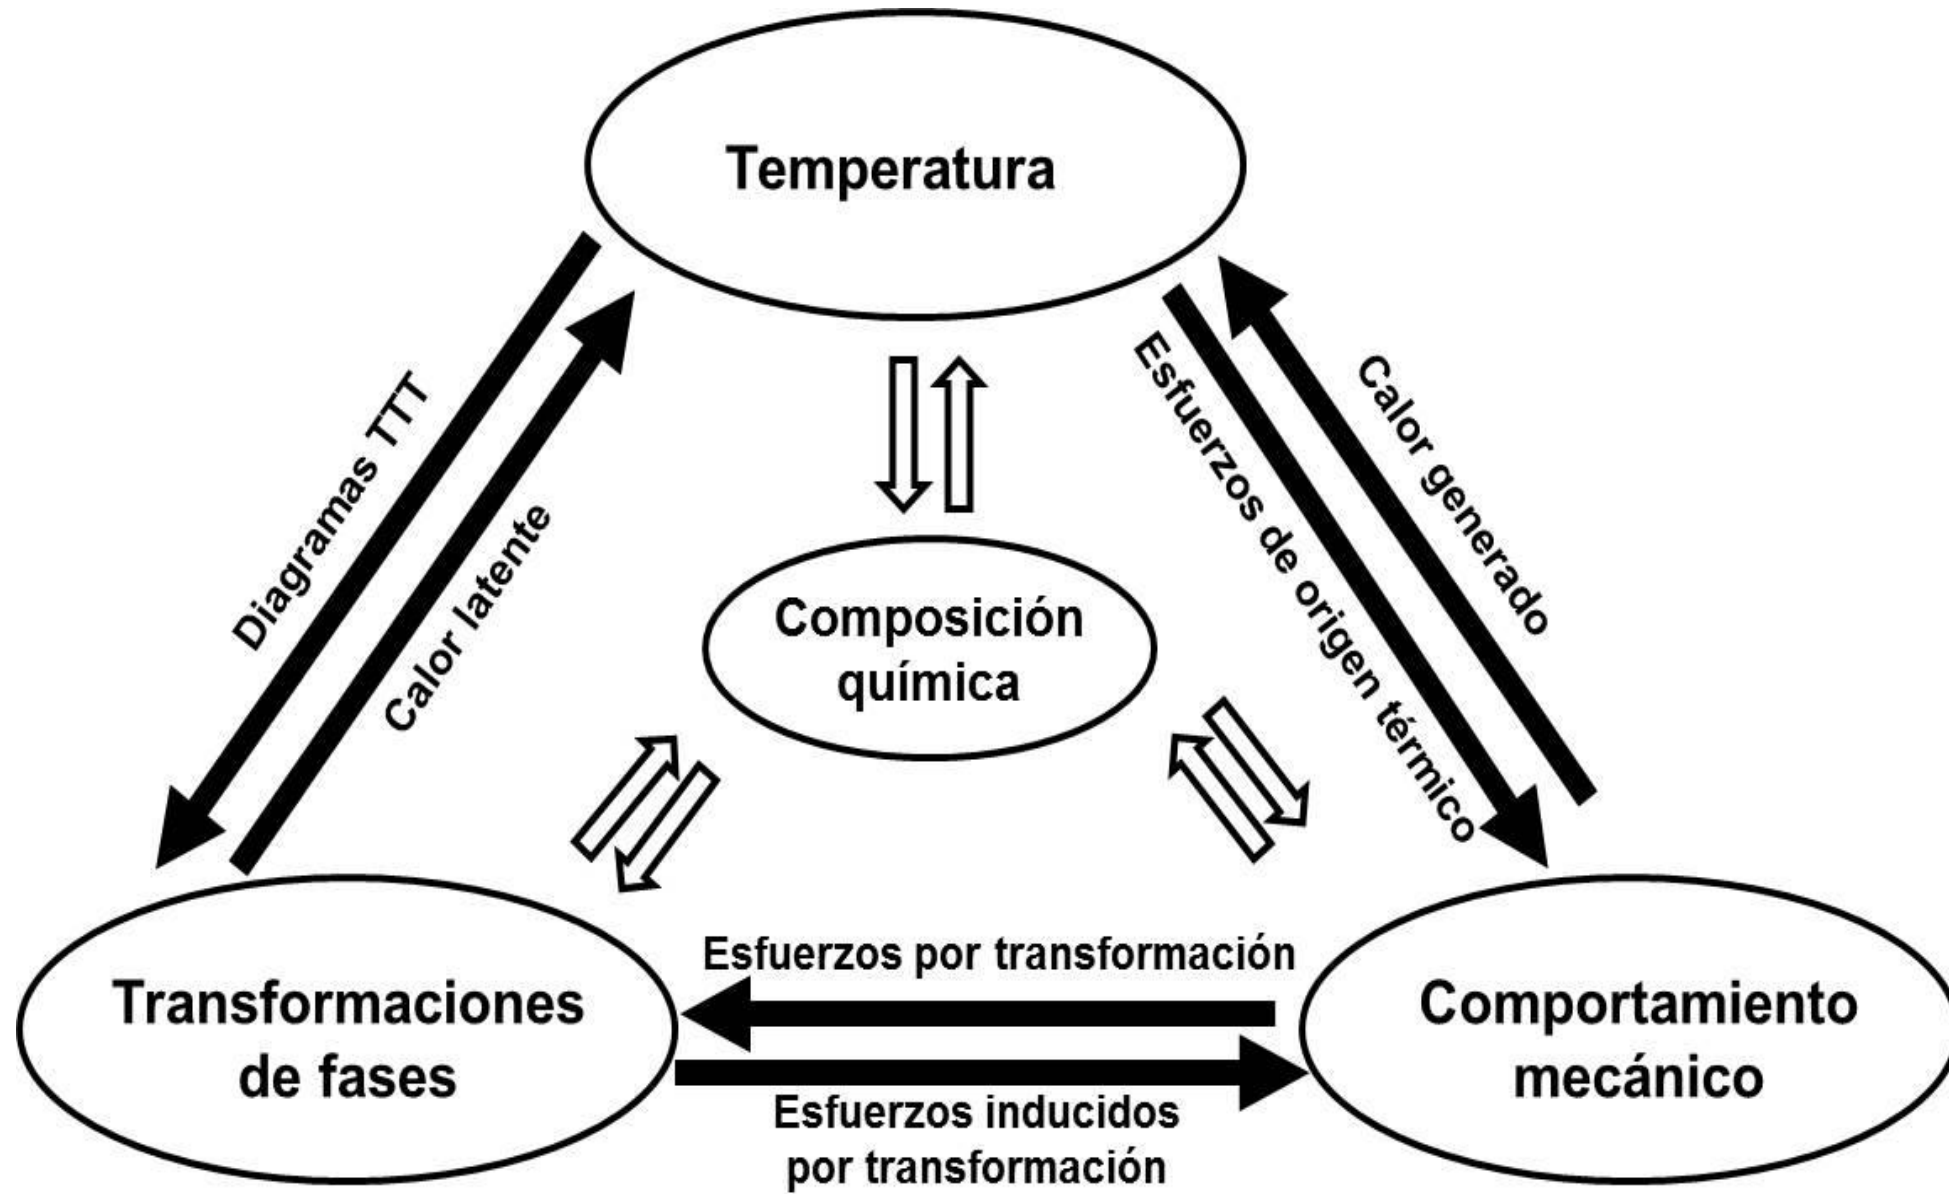 Temperatura
Diagramas TTT
Calor latente
Esfuerzos de origen térmico
Calor generado
Composición
química
Esfuerzos por transformación
Transformaciones
de fases
Comportamiento
mecánico
Esfuerzos inducidos
por transformación